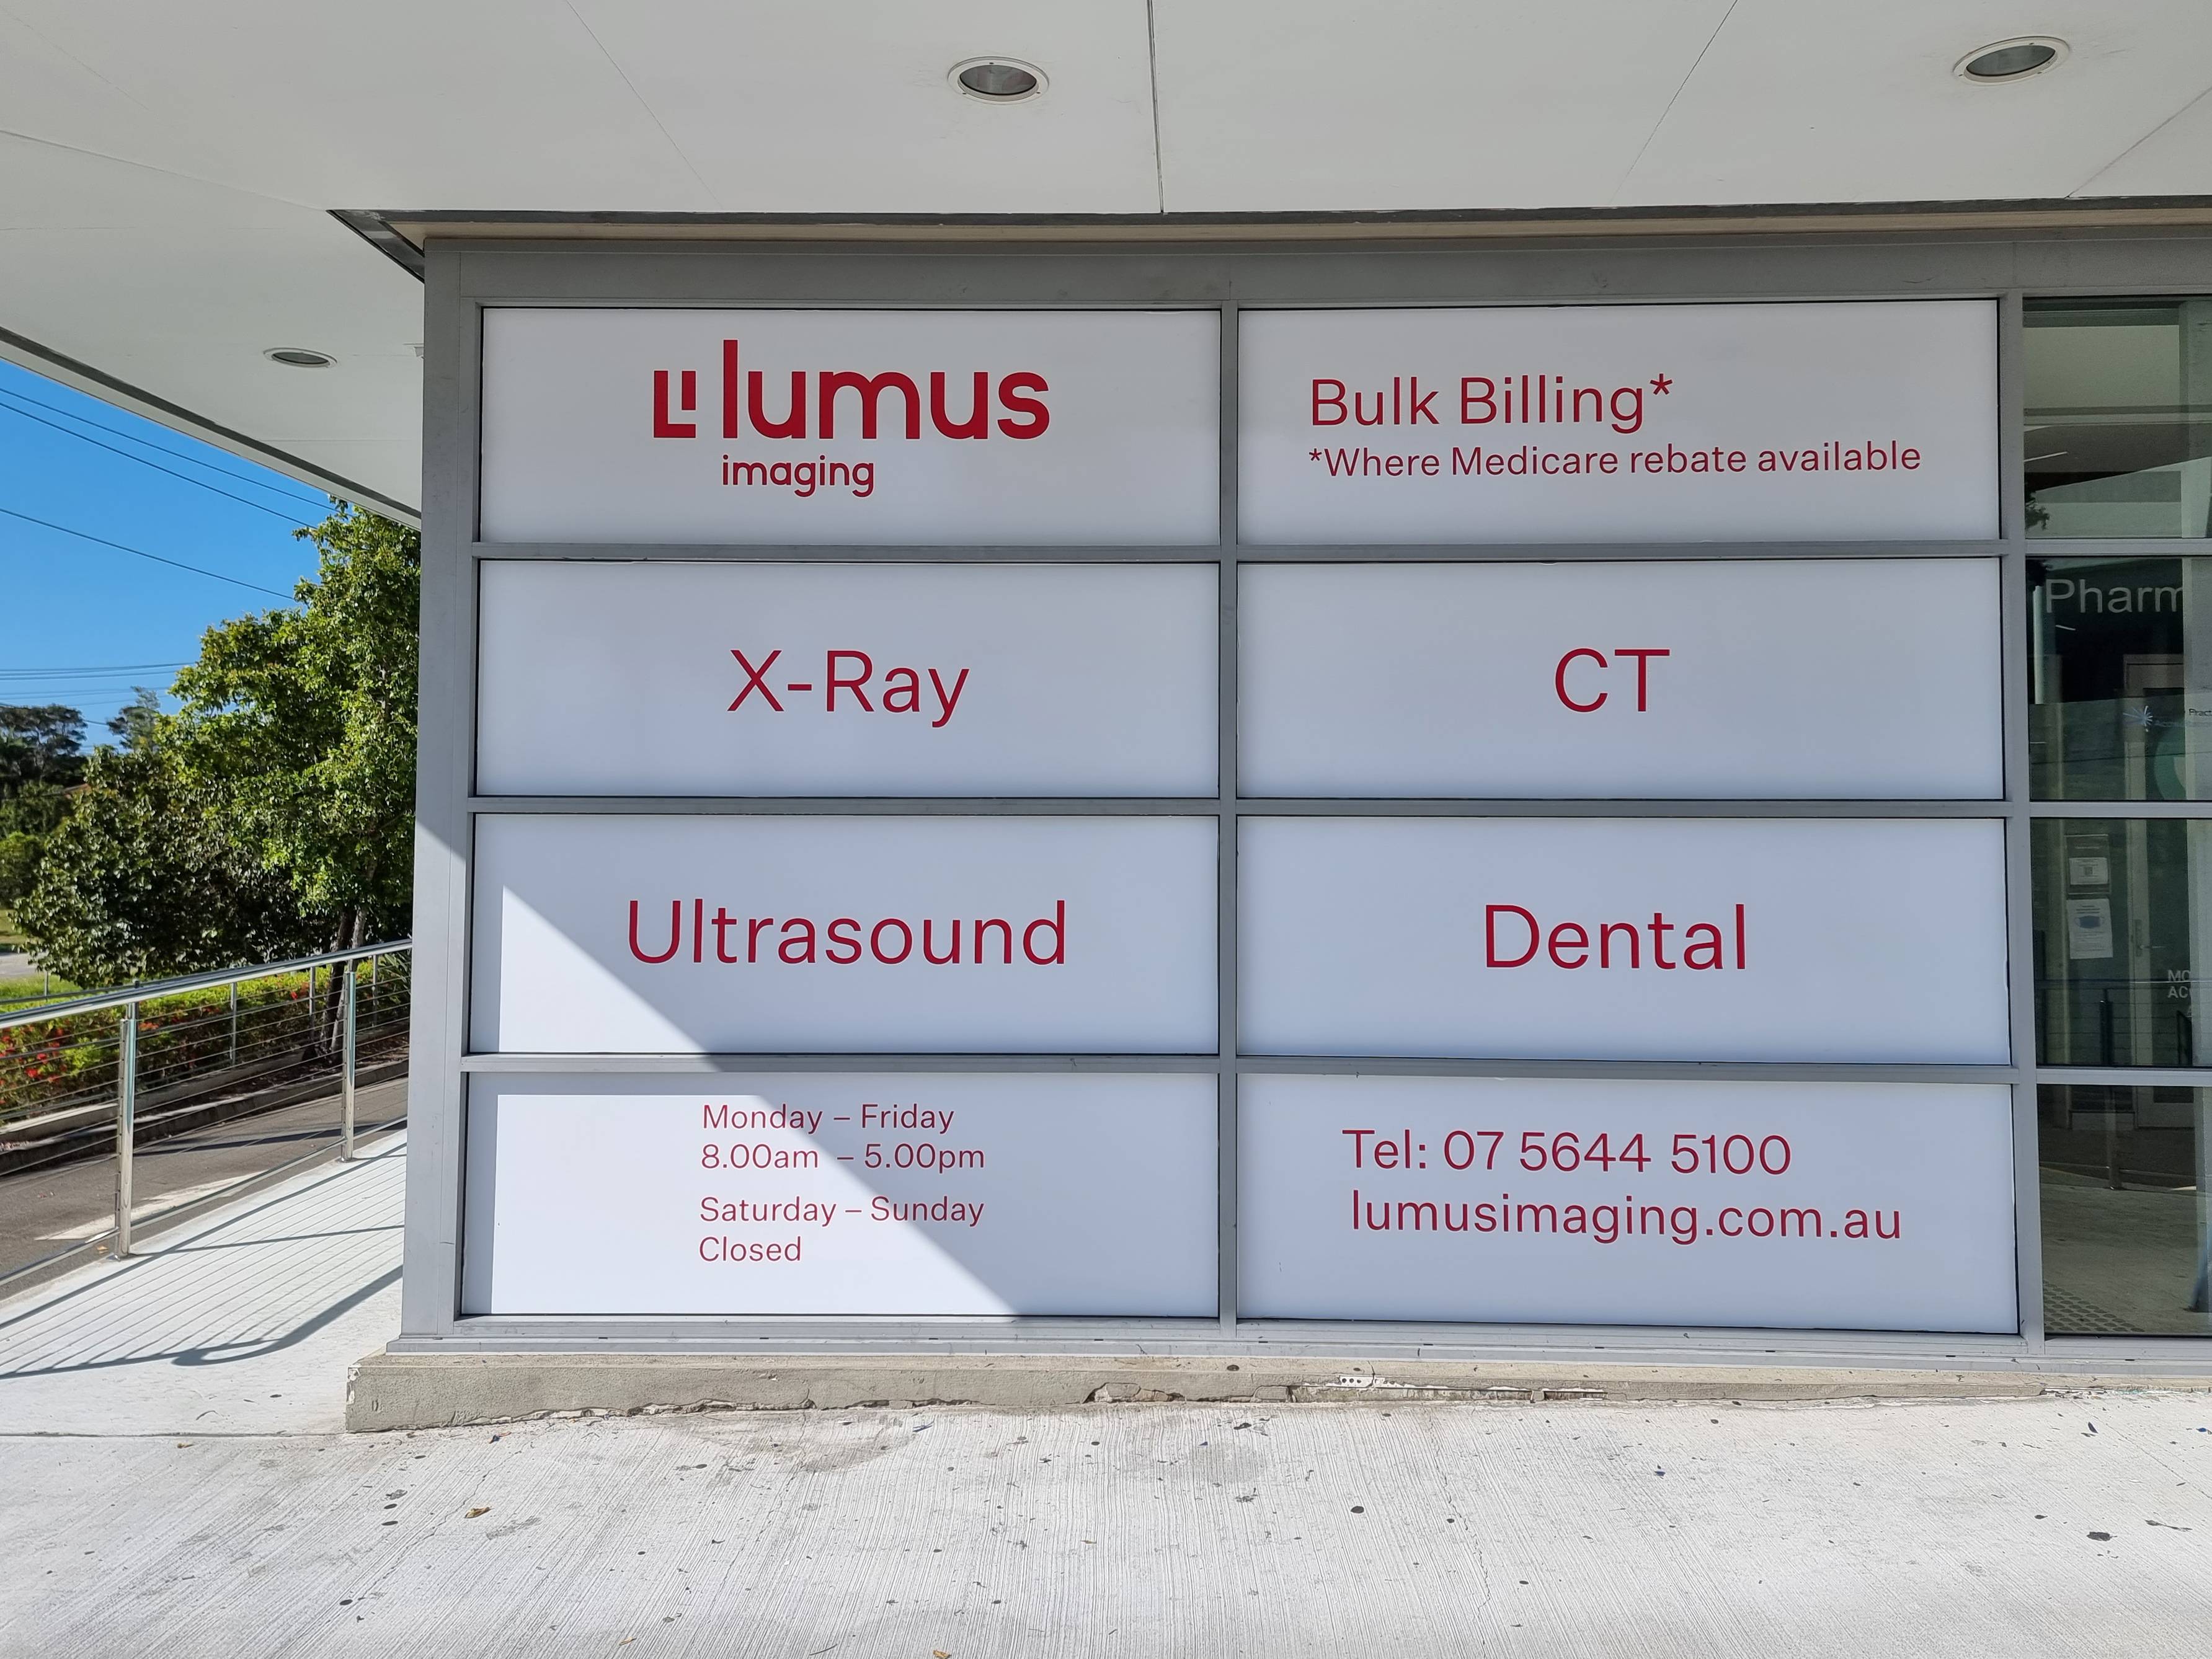 lumus
imaging
Bulk Billing*
*Where Medicare rebate available
X-Ray
CT
Ultrasound
Dental
Monday – Friday
8.00am – 5.00pm
Saturday – Sunday
Closed
Tel: 07 5644 5100
lumusimaging.com.au
Pharm